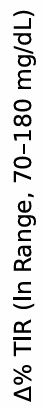 Δ% TIR (In Range, 70–180 mg/dL)